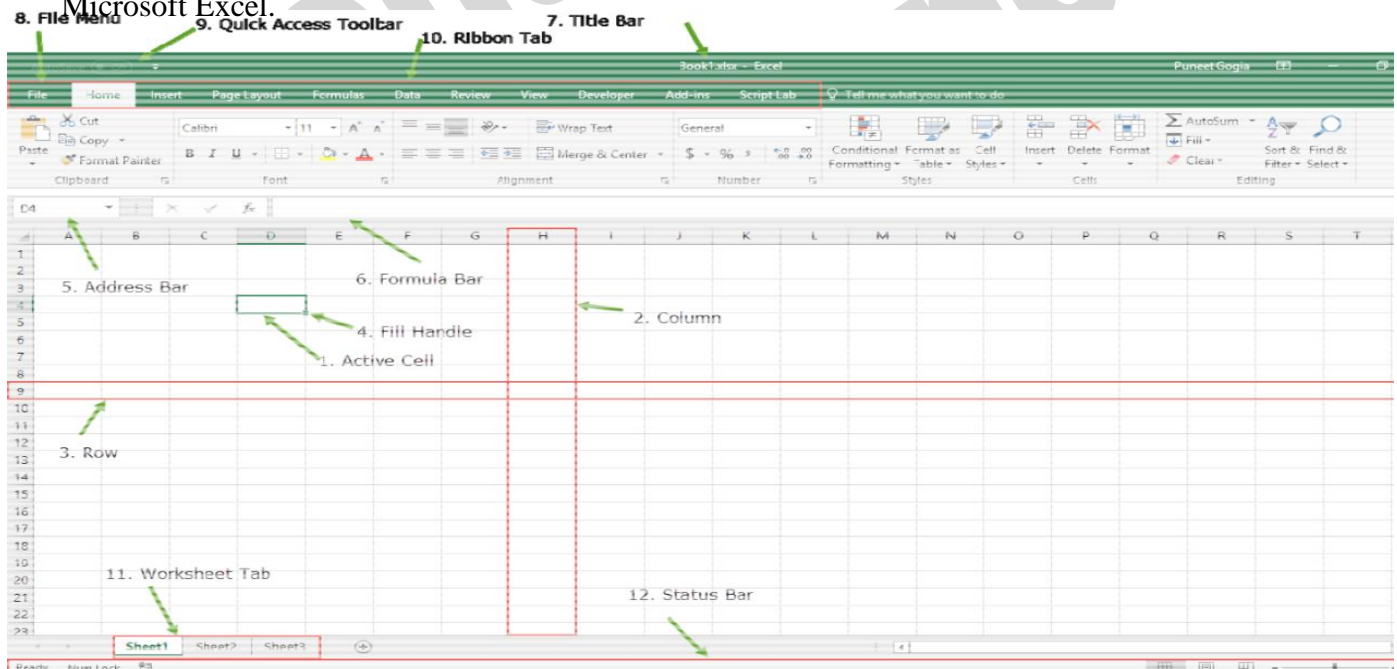 Microsoft Excel.
8. File Menu
9. Quick Access Toolbar
10. Ribbon Tab
7. Title Bar
Book1.xlsx - Excel
Puneet Gogia
File Home Insert Page Layout Formulas Data Review View Developer Add-ins Script Lab Tell me what you want to do
Cut
Copy
Paste
Format Painter
Clipboard
Calibri 11
B I U
Font
Wrap Text
Merge & Center
Alignment
General
$ % ,
Number
Conditional Formatting
Format as Table
Cell Styles
Styles
Insert Delete Format
Cells
AutoSum
Fill
Clear
Sort & Filter
Find & Select
Editing
D4
fx
A B C D E F G H I J K L M N O P Q R S T
1
2
3
4
5
6
7
8
9
10
11
12
13
14
15
16
17
18
19
20
21
22
23
5. Address Bar
6. Formula Bar
4. Fill Handle
2. Column
1. Active Cell
3. Row
11. Worksheet Tab
12. Status Bar
Sheet1 Sheet2 Sheet3
Ready Num Lock